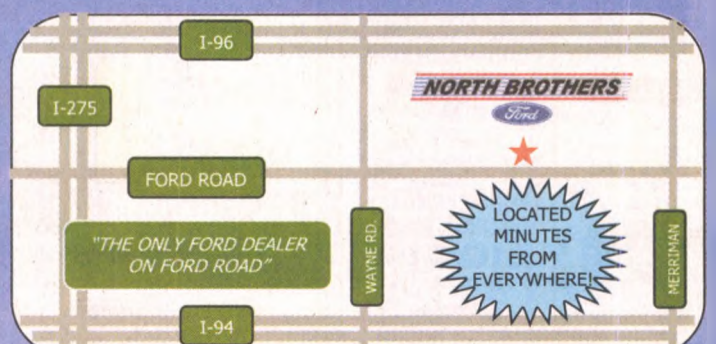 I-96
NORTH BROTHERS
Ford
I-275
FORD ROAD
"THE ONLY FORD DEALER
ON FORD ROAD"
WAYNE RD.
LOCATED
MINUTES
FROM
EVERYWHERE!
MERRIMAN
I-94